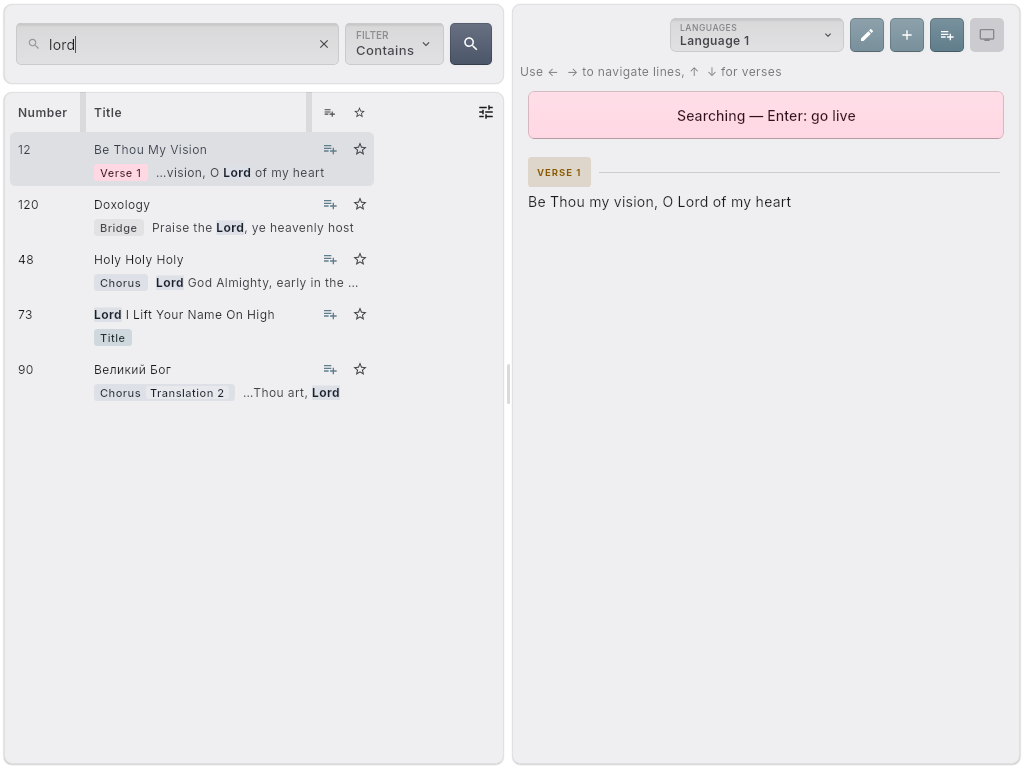 lord
FILTER
Contains
LANGUAGES
Language 1
Use ← → to navigate lines, ↑ ↓ for verses
Searching — Enter: go live
VERSE 1
Be Thou my vision, O Lord of my heart
Number Title
12 Be Thou My Vision
Verse 1 ...vision, O Lord of my heart
120 Doxology
Bridge Praise the Lord, ye heavenly host
48 Holy Holy Holy
Chorus Lord God Almighty, early in the ...
73 Lord I Lift Your Name On High
Title
90 Великий Бог
Chorus Translation 2 ...Thou art, Lord